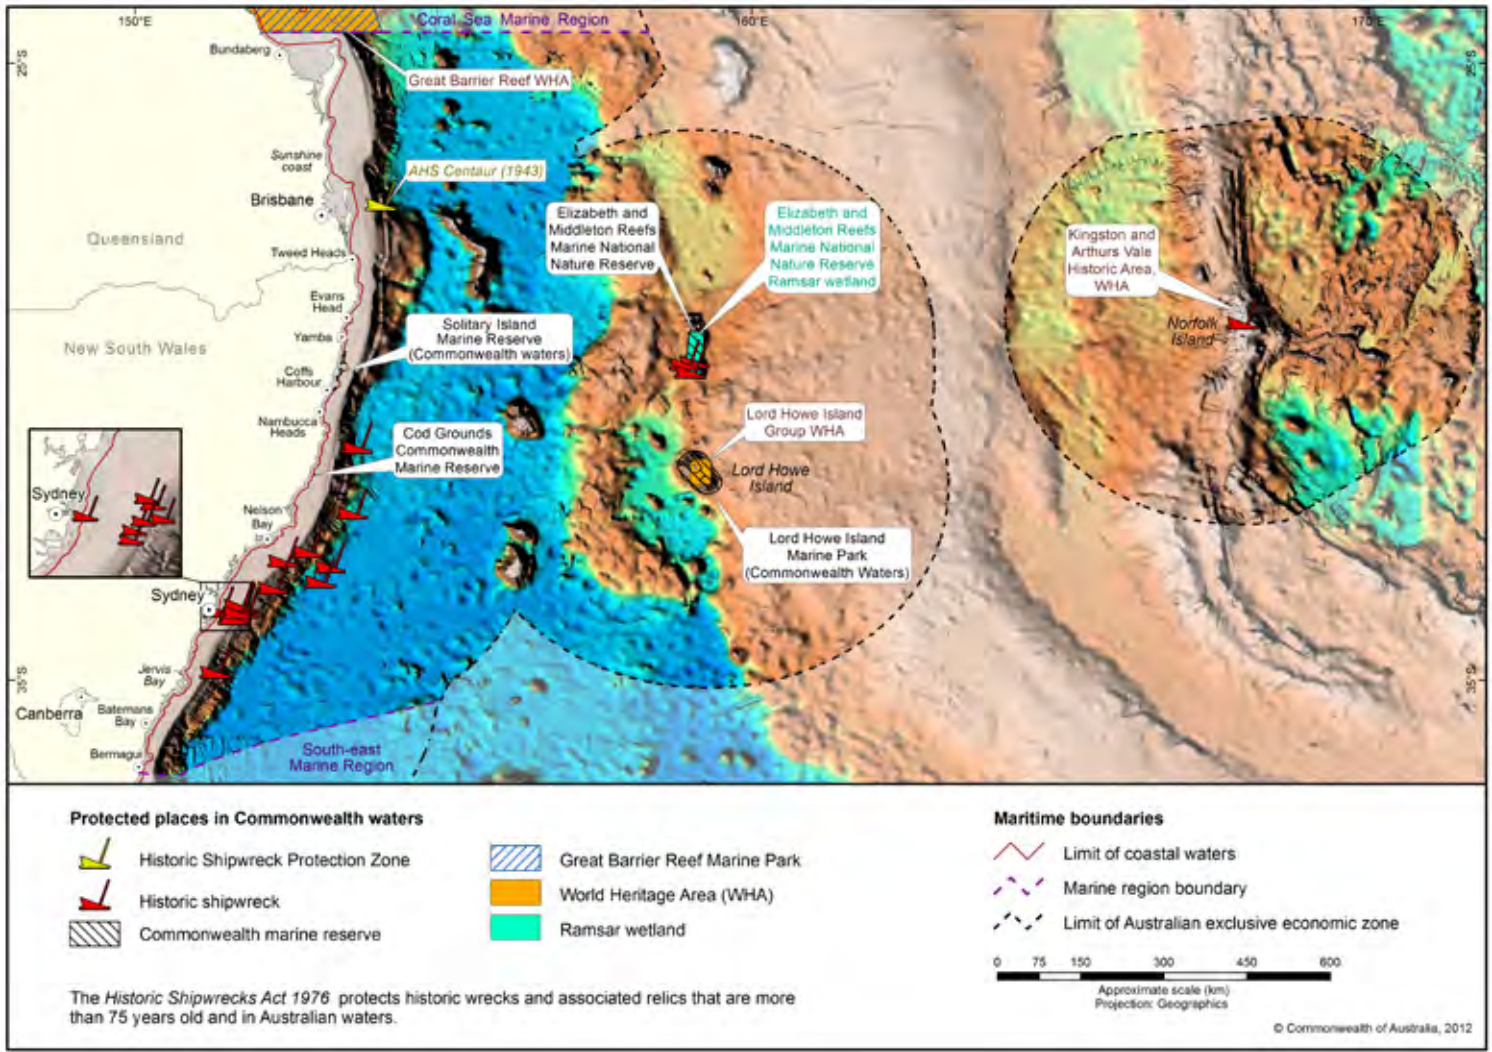 150°E
160°E
170°E
25°S
25°S
35°S
35°S
Coral Sea Marine Region
Bundaberg
Great Barrier Reef WHA
Sunshine
coast
AHS Centaur (1943)
Brisbane
Queensland
Tweed Heads
Elizabeth and
Middleton Reefs
Marine National
Nature Reserve
Elizabeth and
Middleton Reefs
Marine National
Nature Reserve
Ramsar wetland
Kingston and
Arthurs Vale
Historic Area,
WHA
Norfolk
Island
Evans
Head
Yamba
New South Wales
Solitary Island
Marine Reserve
(Commonwealth waters)
Coffs
Harbour
Nambucca
Heads
Cod Grounds
Commonwealth
Marine Reserve
Lord Howe Island
Group WHA
Lord Howe
Island
Lord Howe Island
Marine Park
(Commonwealth Waters)
Sydney
Nelson
Bay
Sydney
Jervis
Bay
Canberra
Batemans
Bay
Bermagui
South-east
Marine Region
Protected places in Commonwealth waters
Historic Shipwreck Protection Zone
Historic shipwreck
Commonwealth marine reserve
Great Barrier Reef Marine Park
World Heritage Area (WHA)
Ramsar wetland
Maritime boundaries
Limit of coastal waters
Marine region boundary
Limit of Australian exclusive economic zone
0 75 150 300 450 600
Approximate scale (km)
Projection: Geographics
The Historic Shipwrecks Act 1976 protects historic wrecks and associated relics that are more
than 75 years old and in Australian waters.
© Commonwealth of Australia, 2012